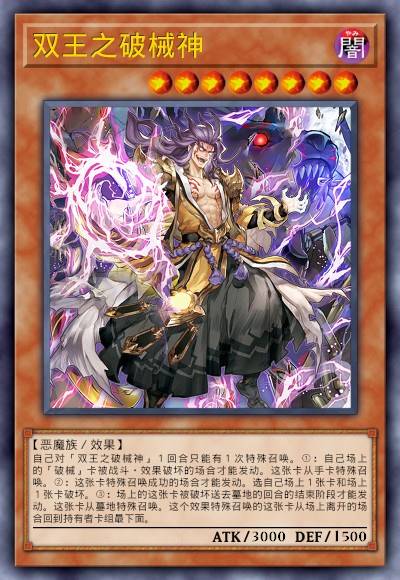 双王之破械神
やみ
闇
【恶魔族／效果】
自己对「双王之破械神」１回合只能有１次特殊召唤。①：自己场上
的「破械」卡被战斗·效果破坏的场合才能发动。这张卡从手卡特殊召
唤。②：这张卡特殊召唤成功的场合才能发动。选自己场上１张卡和场上
１张卡破坏。③：场上的这张卡被破坏送去墓地的回合的结束阶段才能发
动。这张卡从墓地特殊召唤。这个效果特殊召唤的这张卡从场上离开的场
合回到持有者卡组最下面。
ATK/3000 DEF/1500